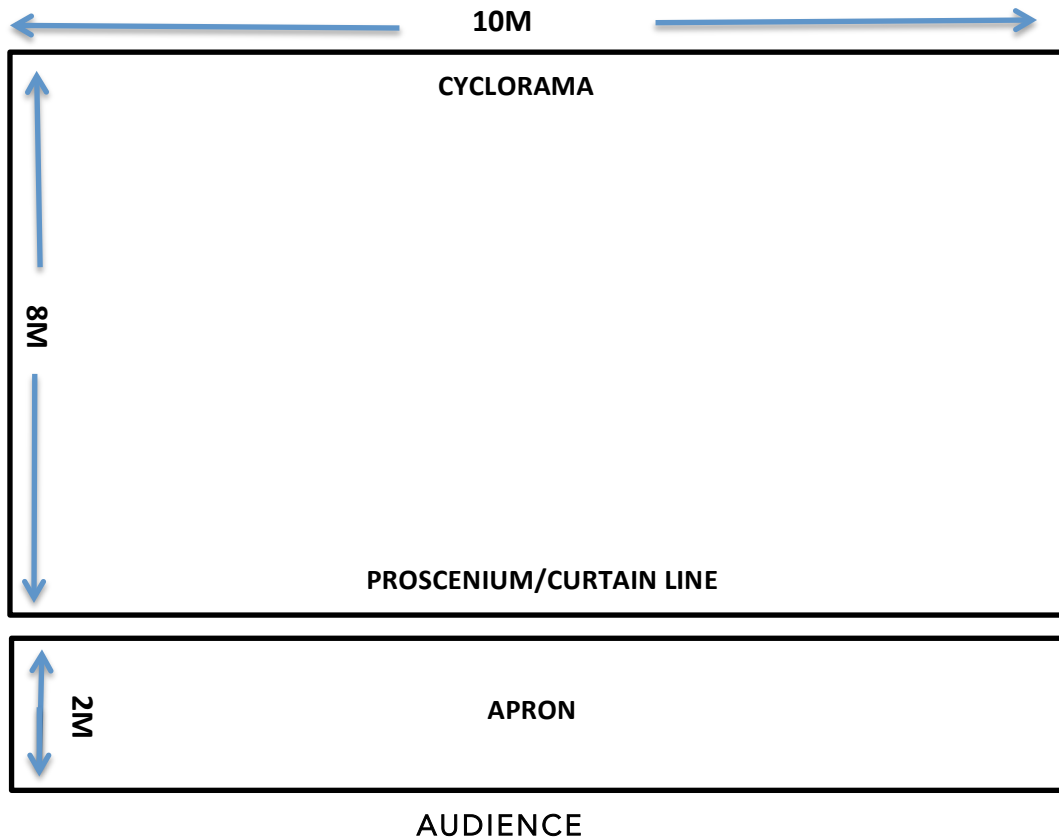 10M
CYCLORAMA
8M
PROSCENIUM/CURTAIN LINE
2M
APRON
AUDIENCE